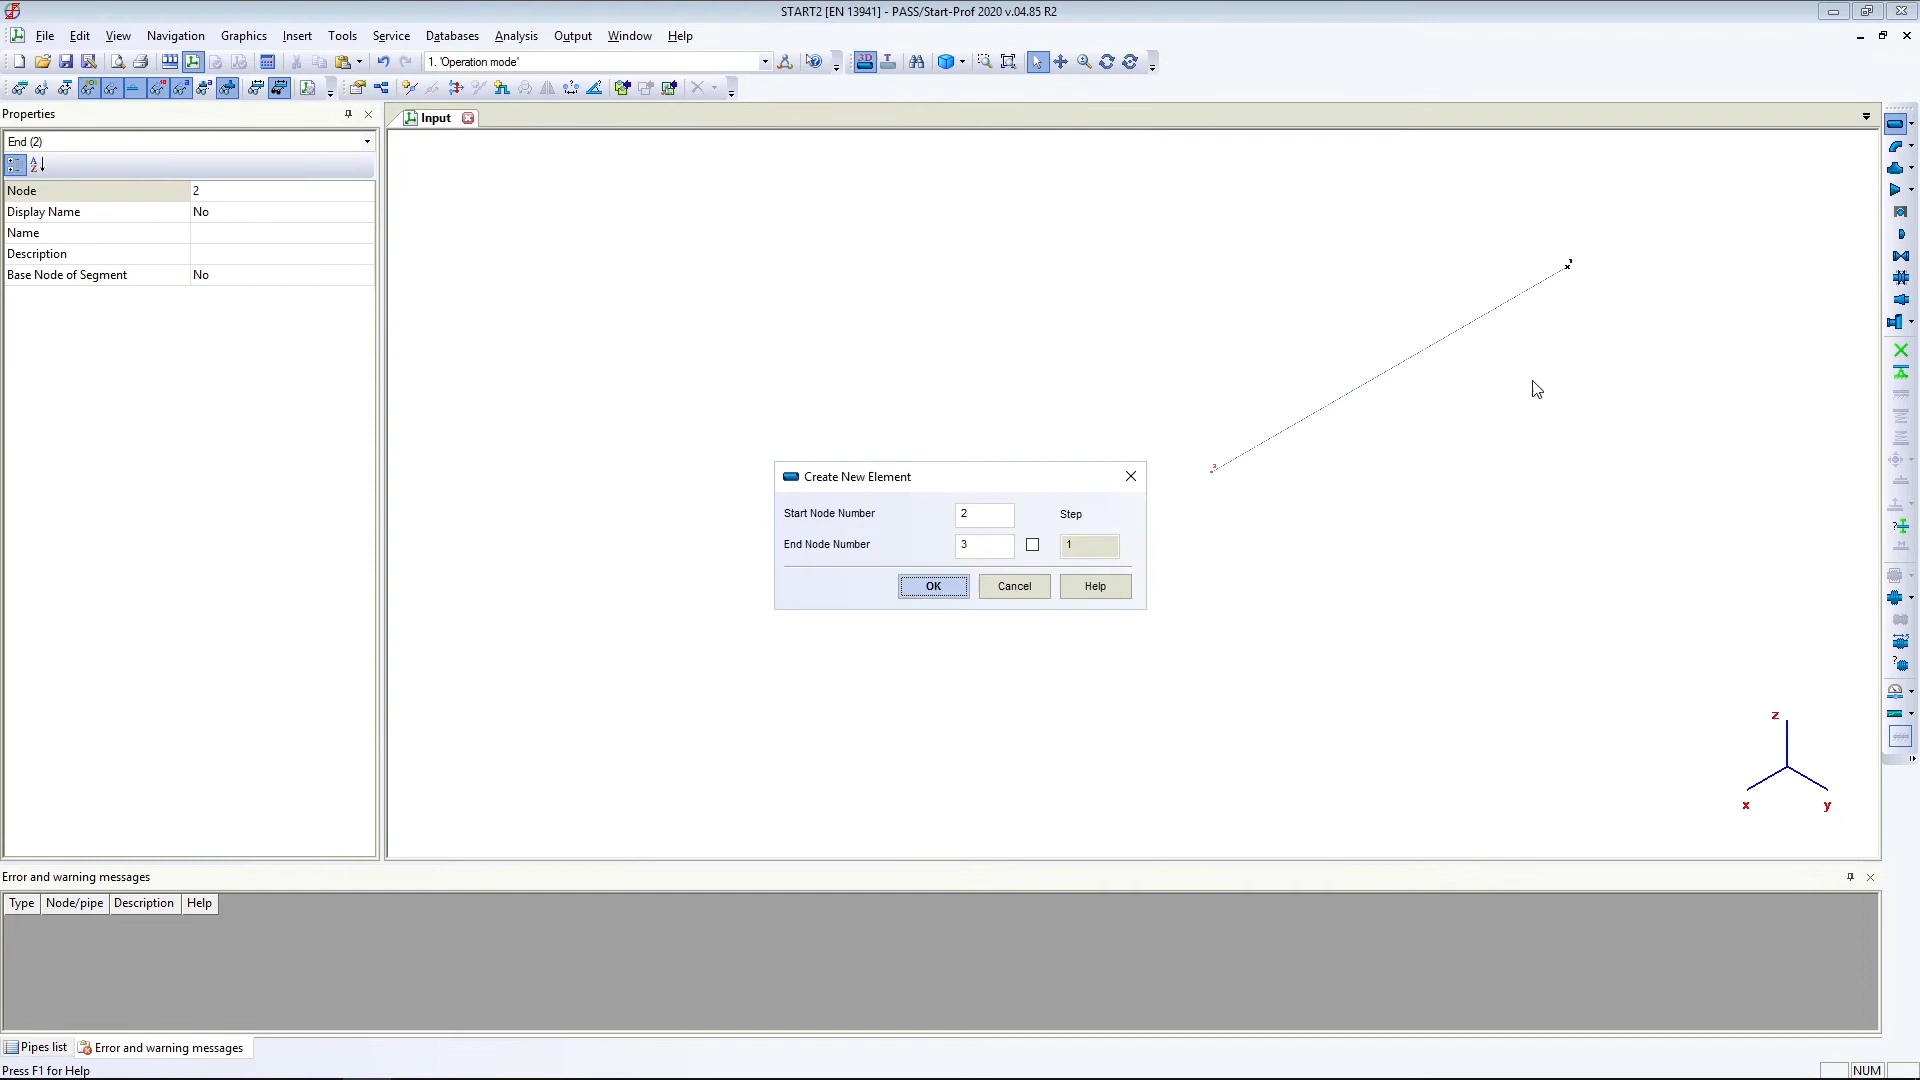 START2 [EN 13941] - PASS/Start-Prof 2020 v.04.85 R2
File Edit View Navigation Graphics Insert Tools Service Databases Analysis Output Window Help
1. 'Operation mode'
3D
Properties
Input
End (2)
Node 2
Display Name No
Name
Description
Base Node of Segment No
Create New Element
Start Node Number 2 Step
End Node Number 3 1
OK Cancel Help
z
x y
Error and warning messages
Type Node/pipe Description Help
Pipes list Error and warning messages
Press F1 for Help NUM